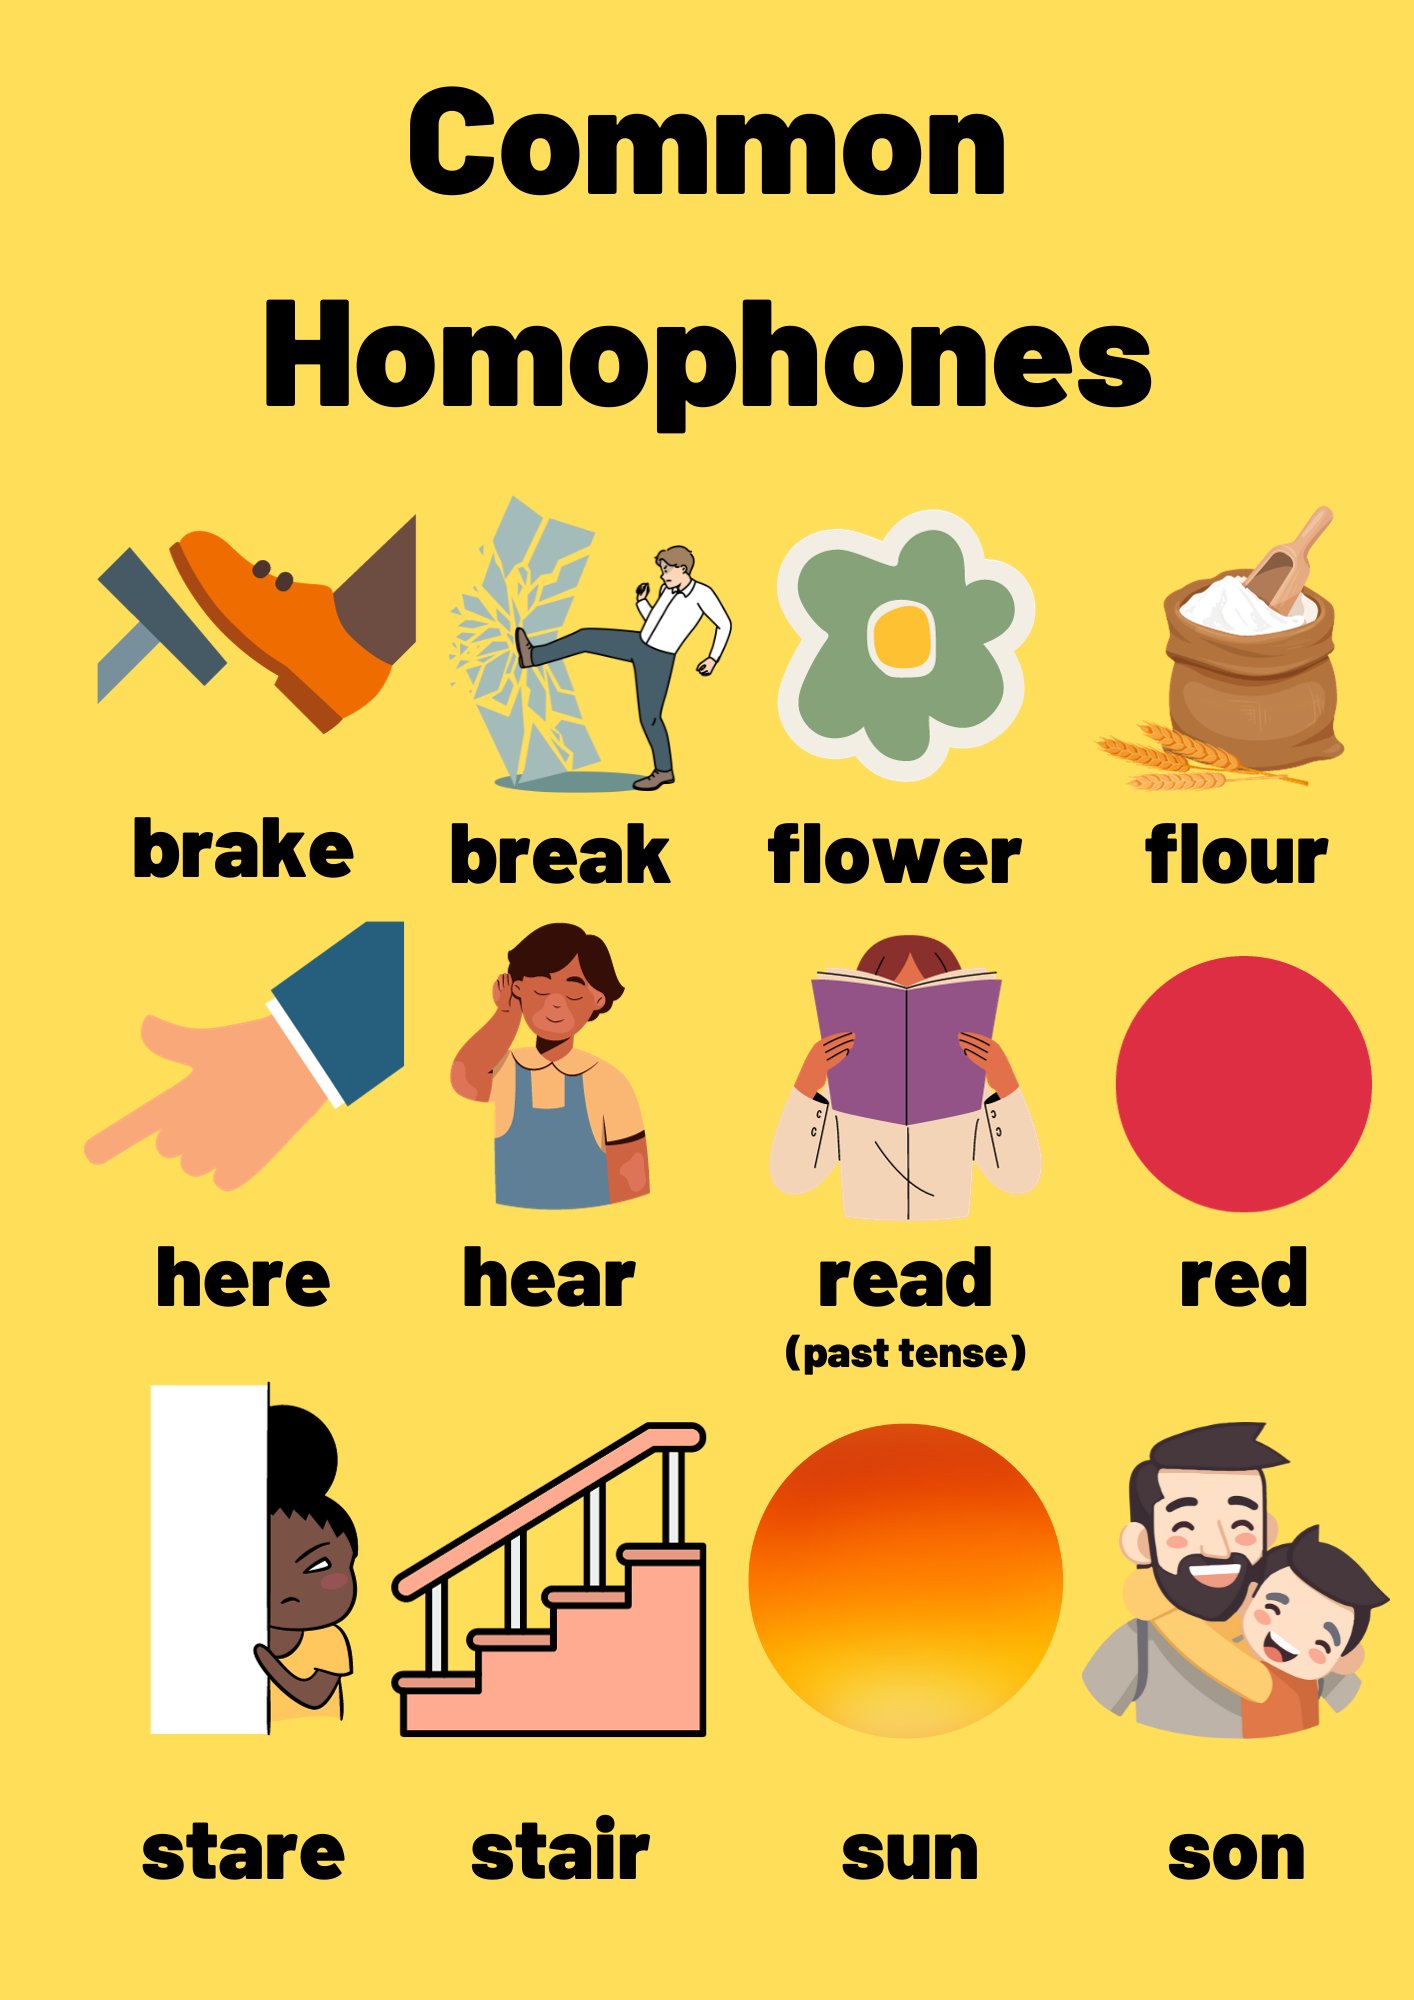 Common
Homophones
brake break flower flour
here hear read red
(past tense)
stare stair sun son